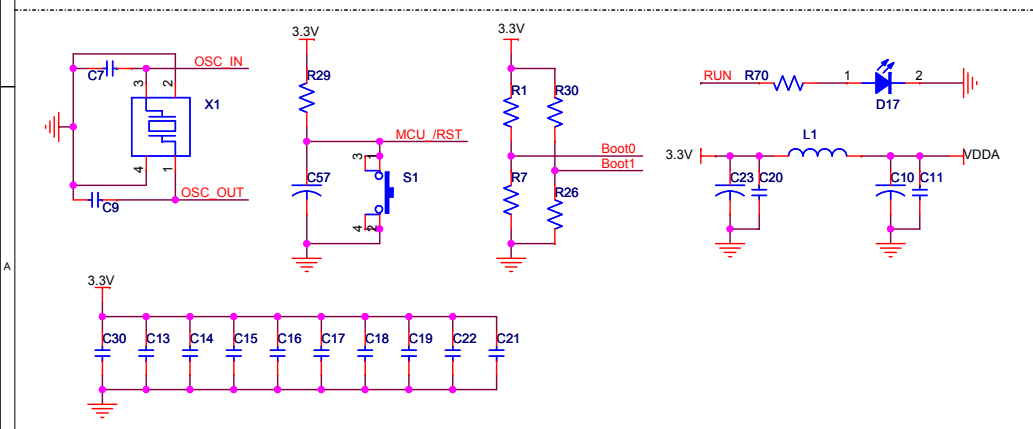 3.3V
3.3V
OSC_IN
C7
3
2
X1
4
1
OSC_OUT
C9
R29
MCU_/RST
3
1
C57
S1
4
2
R1
R30
Boot0
Boot1
R7
R26
RUN
R70
1
2
D17
L1
3.3V
VDDA
C23
C20
C10
C11
A
3.3V
C30
C13
C14
C15
C16
C17
C18
C19
C22
C21